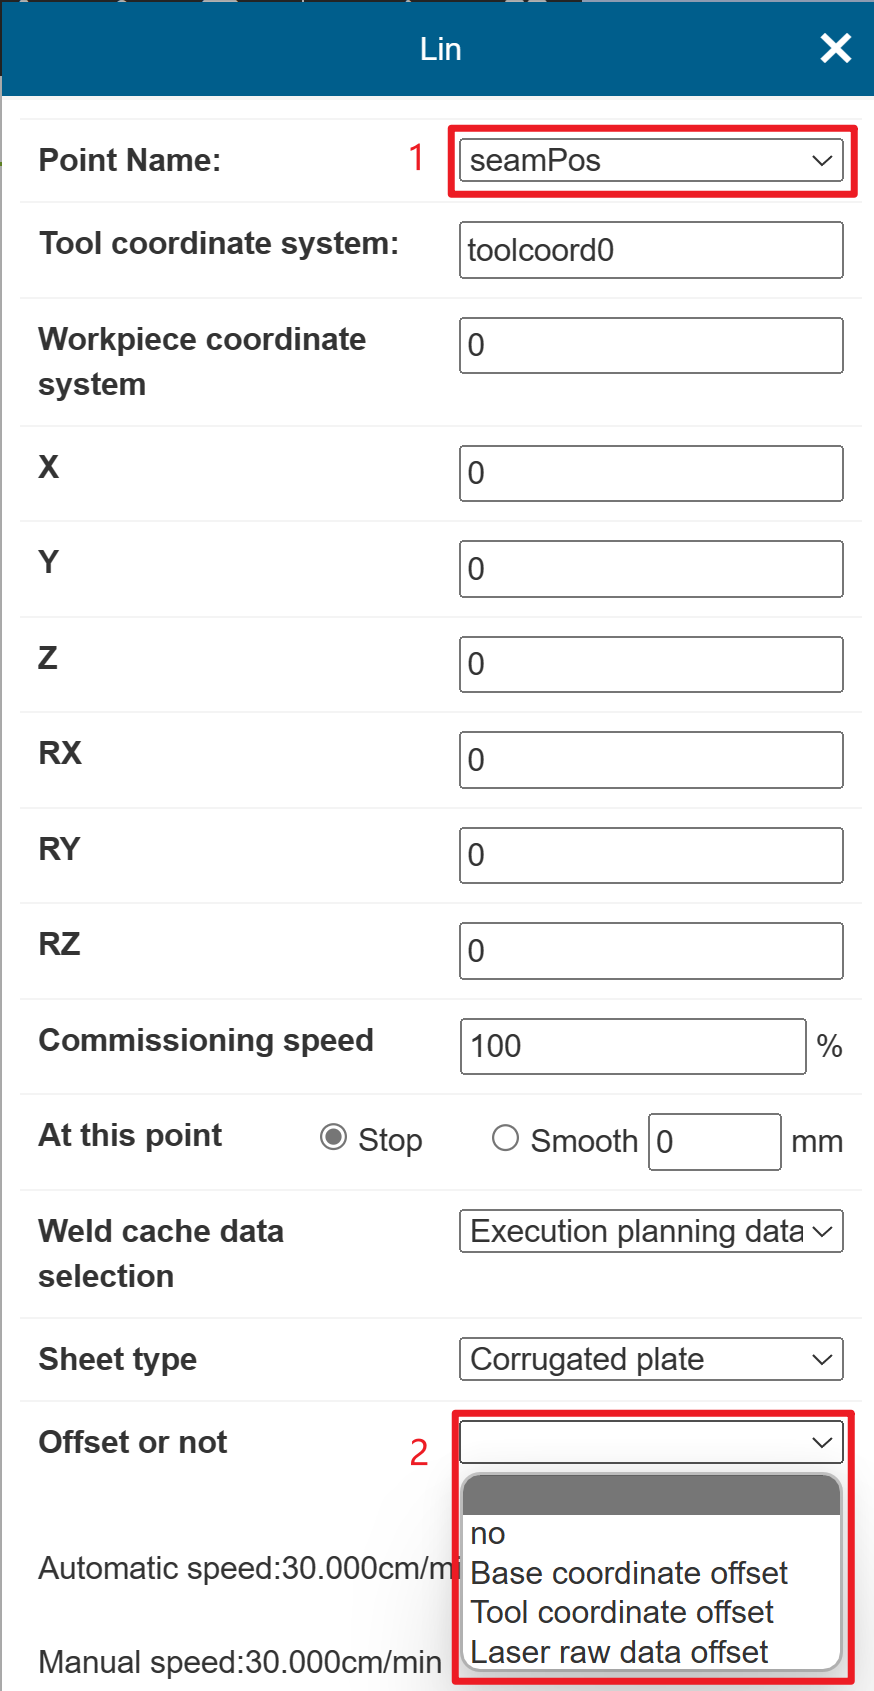 Lin
Point Name:
1
seamPos
Tool coordinate system:
toolcoord0
Workpiece coordinate
system
0
X
0
Y
0
Z
0
RX
0
RY
0
RZ
0
Commissioning speed
100
%
At this point
Stop
Smooth
0
mm
Weld cache data
selection
Execution planning data
Sheet type
Corrugated plate
Offset or not
2
no
Automatic speed:30.000cm/mi
Base coordinate offset
Tool coordinate offset
Manual speed:30.000cm/min
Laser raw data offset